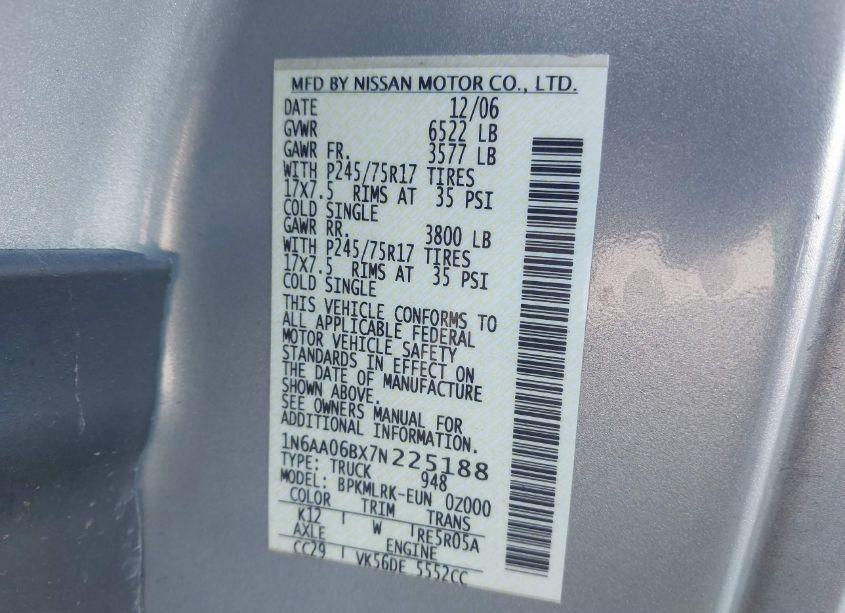 MFD BY NISSAN MOTOR CO., LTD.
DATE 12/06
GVWR 6522 LB
GAWR FR. 3577 LB
WITH P245/75R17 TIRES
17X7.5 RIMS AT 35 PSI
COLD SINGLE
GAWR RR. 3800 LB
WITH P245/75R17 TIRES
17X7.5 RIMS AT 35 PSI
COLD SINGLE
THIS VEHICLE CONFORMS TO
ALL APPLICABLE FEDERAL
MOTOR VEHICLE SAFETY
STANDARDS IN EFFECT ON
THE DATE OF MANUFACTURE
SHOWN ABOVE.
SEE OWNERS MANUAL FOR
ADDITIONAL INFORMATION.
1N6AA06BX7N225188
TYPE: TRUCK 948
MODEL: BPKMLRK-EUN 0Z000
COLOR TRIM TRANS
K12 W RE5R05A
AXLE ENGINE
CC29 VK56DE 5552CC